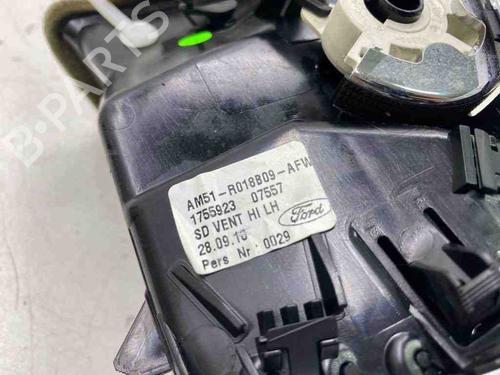 B-PARTS
AM51-R018B09-AFW
1755923 07557
SD VENT HI LH
28.09.10
Pers Nr : 0029
Ford